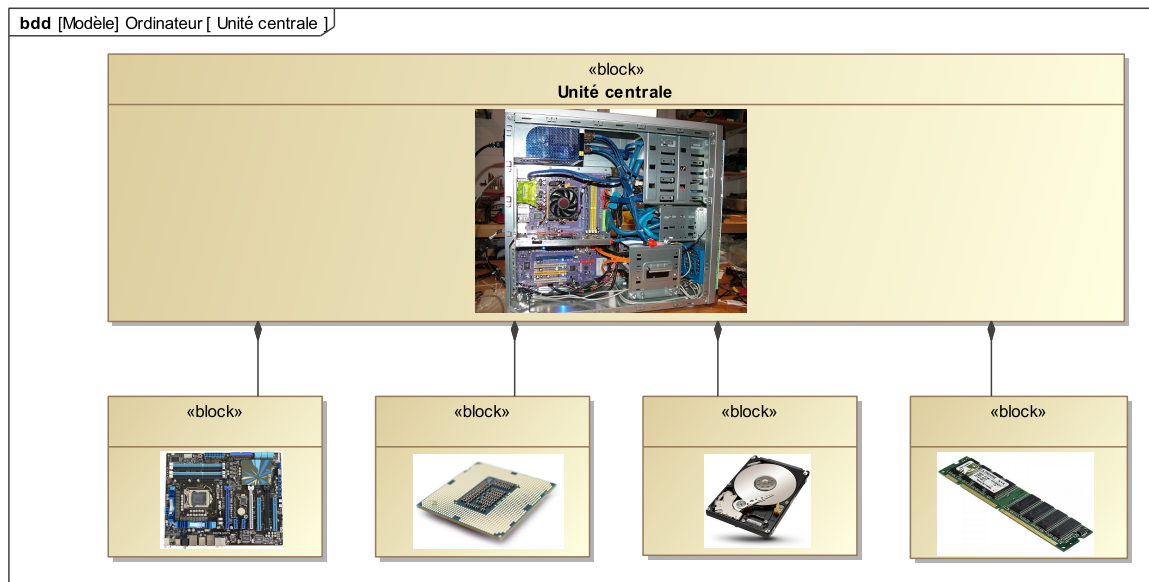 bdd [Modèle] Ordinateur [ Unité centrale ]
«block»
Unité centrale
«block»
«block»
«block»
«block»